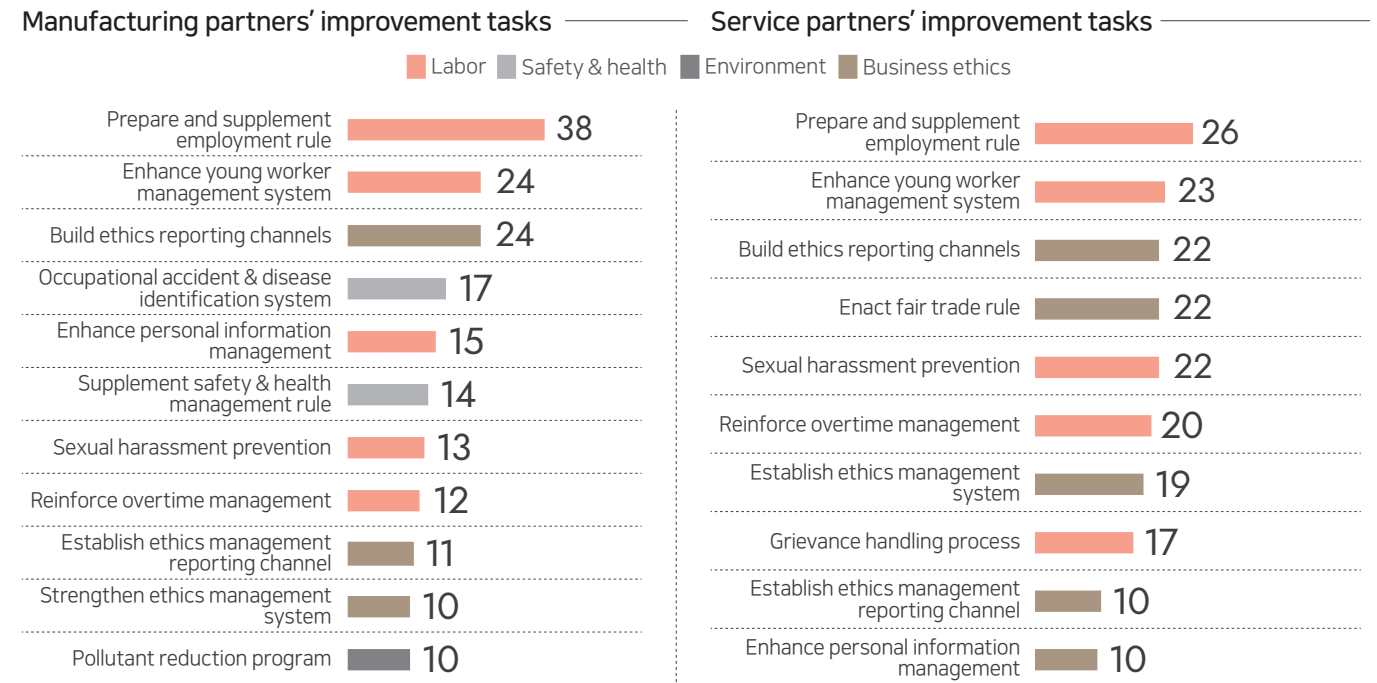 Manufacturing partners’ improvement tasks
Service partners’ improvement tasks
Labor
Safety & health
Environment
Business ethics
Prepare and supplement
employment rule
38
Enhance young worker
management system
24
Build ethics reporting channels
24
Occupational accident & disease
identification system
17
Enhance personal information
management
15
Supplement safety & health
management rule
14
Sexual harassment prevention
13
Reinforce overtime management
12
Establish ethics management
reporting channel
11
Strengthen ethics management
system
10
Pollutant reduction program
10
Prepare and supplement
employment rule
26
Enhance young worker
management system
23
Build ethics reporting channels
22
Enact fair trade rule
22
Sexual harassment prevention
22
Reinforce overtime management
20
Establish ethics management
system
19
Grievance handling process
17
Establish ethics management
reporting channel
10
Enhance personal information
management
10